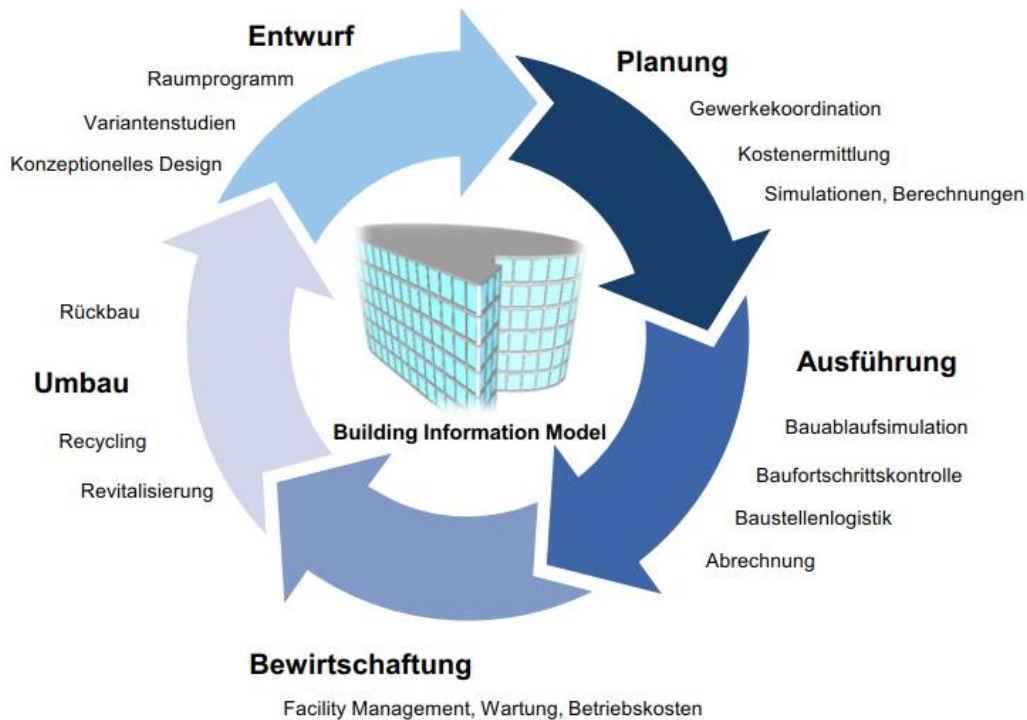 Entwurf
Raumprogramm
Variantenstudien
Konzeptionelles Design
Planung
Gewerkekoordination
Kostenermittlung
Simulationen, Berechnungen
Ausführung
Bauablaufsimulation
Baufortschrittskontrolle
Baustellenlogistik
Abrechnung
Bewirtschaftung
Facility Management, Wartung, Betriebskosten
Rückbau
Umbau
Recycling
Revitalisierung
Building Information Model